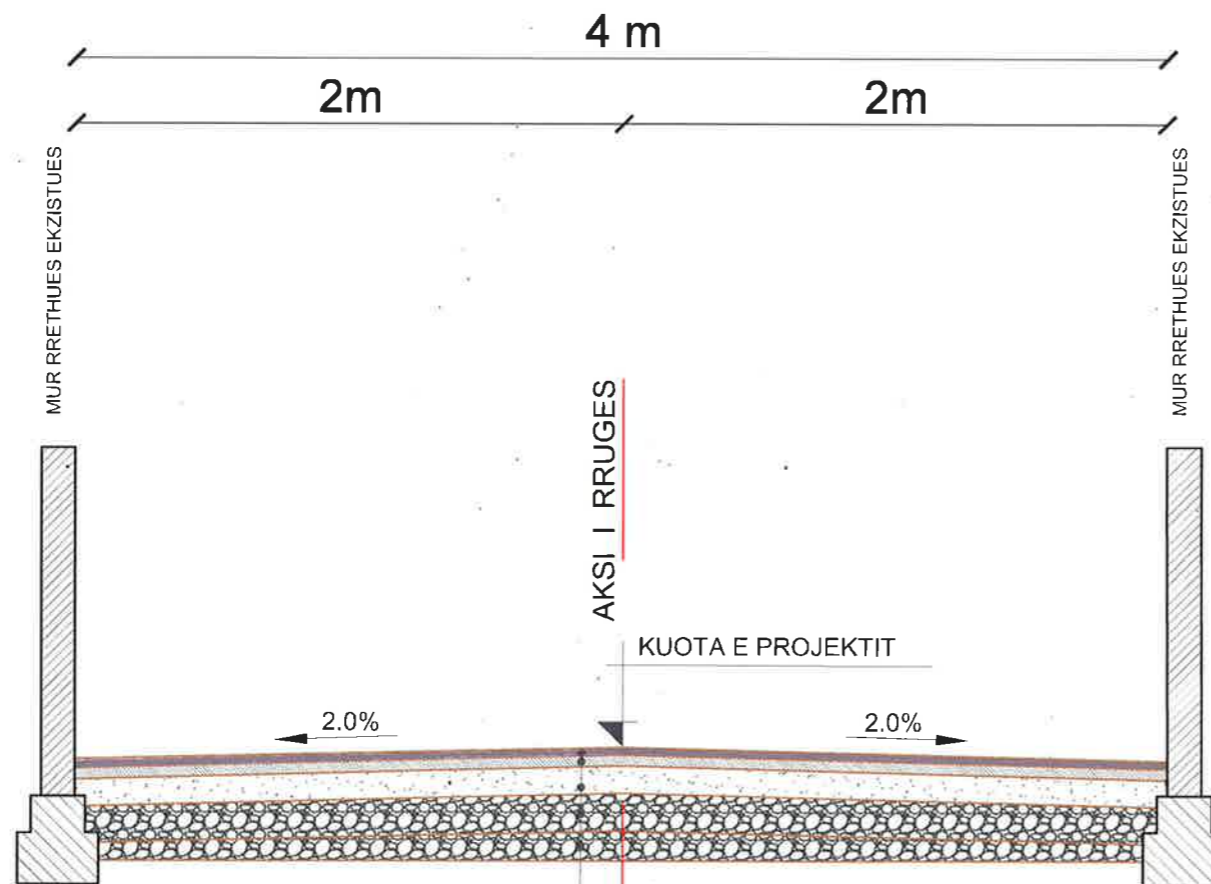 4 m
2m
2m
MUR RRETHUES EKZISTUES
MUR RRETHUES EKZISTUES
AKSI I RRUGES
KUOTA E PROJEKTIT
2.0%
2.0%